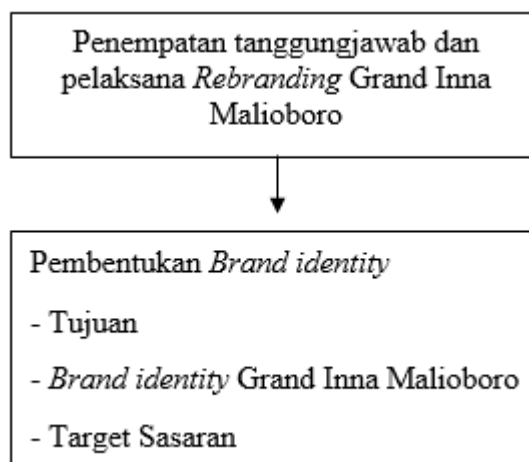 Penempatan tanggungjawab dan
pelaksana Rebranding Grand Inna
Malioboro
Pembentukan Brand identity
- Tujuan
- Brand identity Grand Inna Malioboro
- Target Sasaran